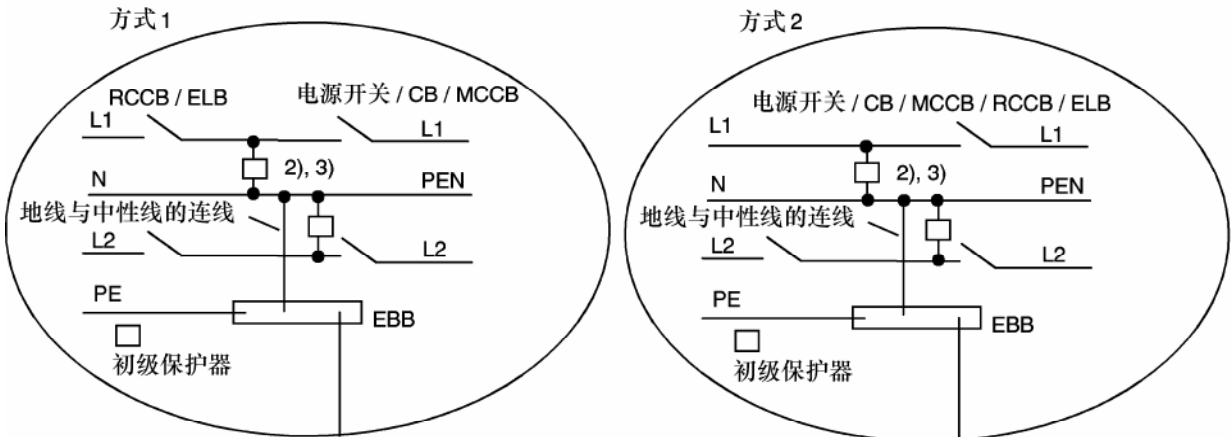 方式 1
RCCB / ELB
电源开关 / CB / MCCB
L1
L1
2), 3)
N
PEN
地线与中性线的连线
L2
L2
PE
EBB
初级保护器
方式 2
电源开关 / CB / MCCB / RCCB / ELB
L1
L1
2), 3)
N
PEN
地线与中性线的连线
L2
L2
PE
EBB
初级保护器